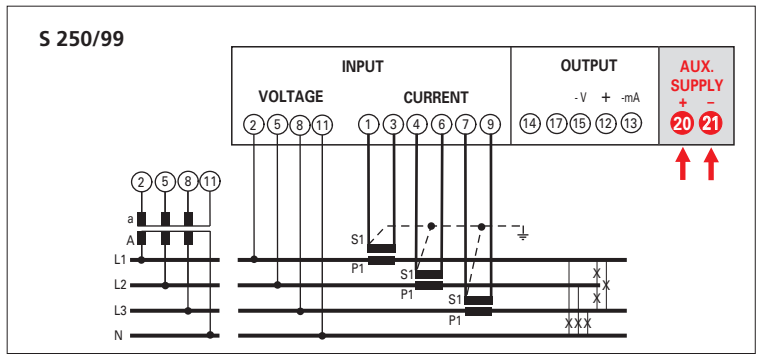 S 250/99
INPUT
OUTPUT
AUX. SUPPLY
VOLTAGE
CURRENT
- V + -mA
+ –
2 5 8 11
1 3 4 6 7 9
14 17 15 12 13
20 21
2 5 8 11
a
A
S1
P1
L1
S1
P1
L2
S1
P1
L3
N
X
X
X
XXX